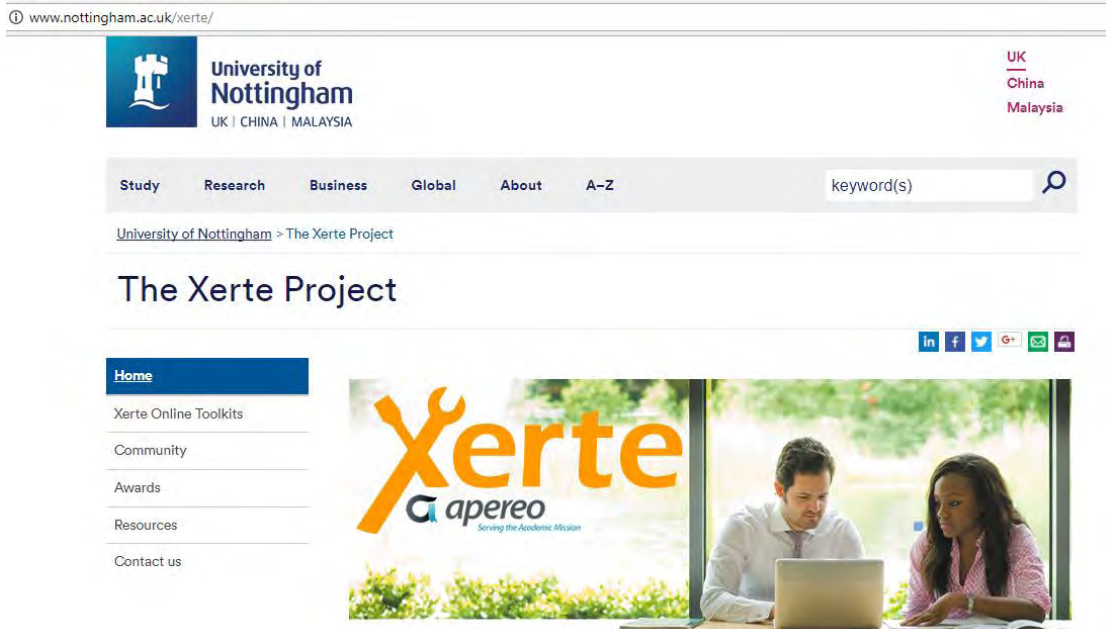 www.nottingham.ac.uk/xerte/
University of
Nottingham
UK | CHINA | MALAYSIA
UK
China
Malaysia
Study Research Business Global About A–Z
keyword(s)
University of Nottingham > The Xerte Project
The Xerte Project
in f G+
Home
Xerte Online Toolkits
Community
Awards
Resources
Contact us
Xerte
apereo
Serving the Academic Mission